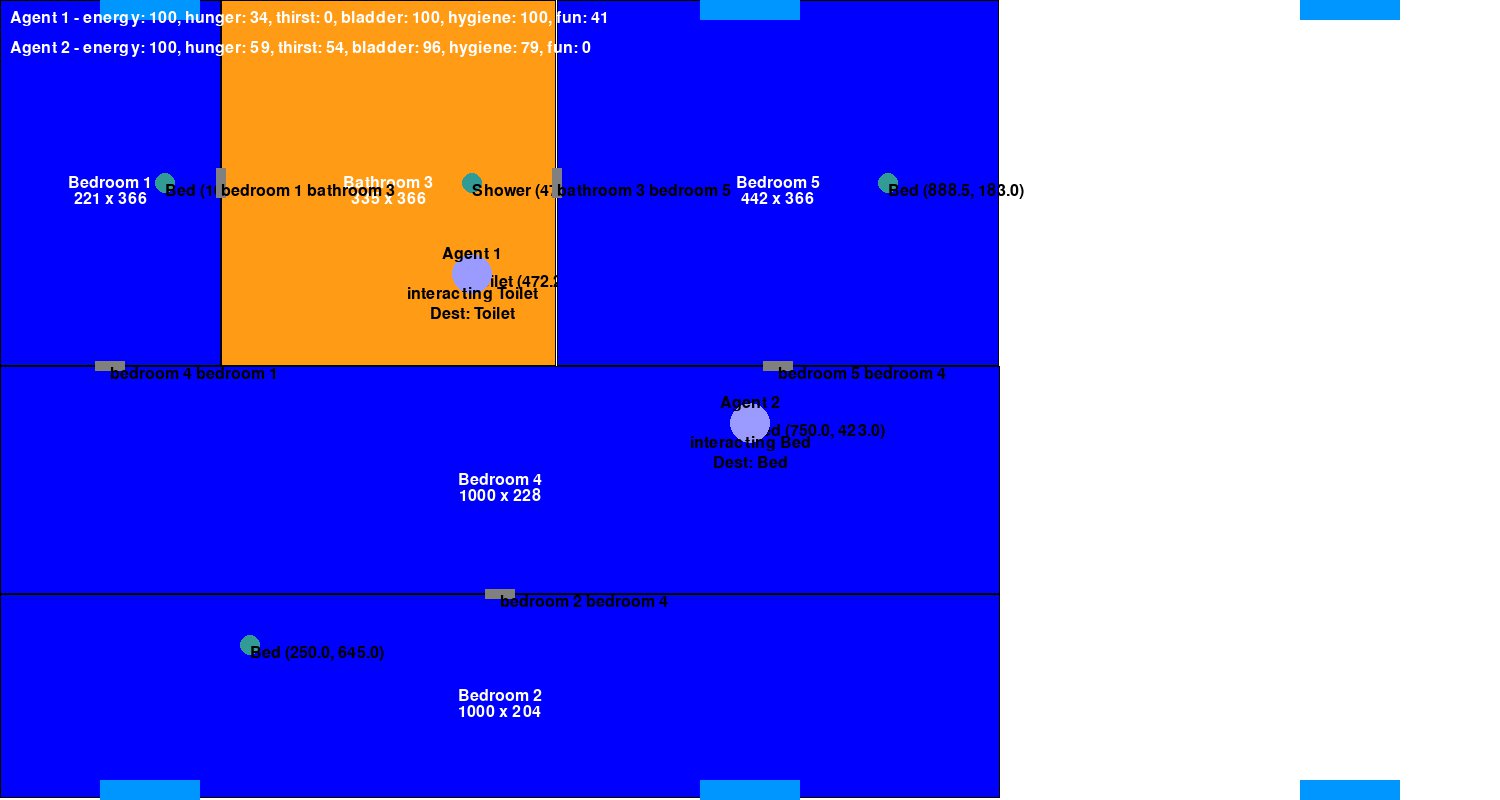 Agent 1 - energy: 100, hunger: 34, thirst: 0, bladder: 100, hygiene: 100, fun: 41
Agent 2 - energy: 100, hunger: 59, thirst: 54, bladder: 96, hygiene: 79, fun: 0
Bedroom 1
221 x 366
Bed
bedroom 1 bathroom 3
Bathroom 3
335 x 366
Shower (47
bathroom 3 bedroom 5
Bedroom 5
442 x 366
Bed (888.5, 183.0)
Agent 1
ilet (472.2
interacting Toilet
Dest: Toilet
bedroom 4 bedroom 1
bedroom 5 bedroom 4
Agent 2
d (750.0, 423.0)
interacting Bed
Dest: Bed
Bedroom 4
1000 x 228
bedroom 2 bedroom 4
Bed (250.0, 645.0)
Bedroom 2
1000 x 204